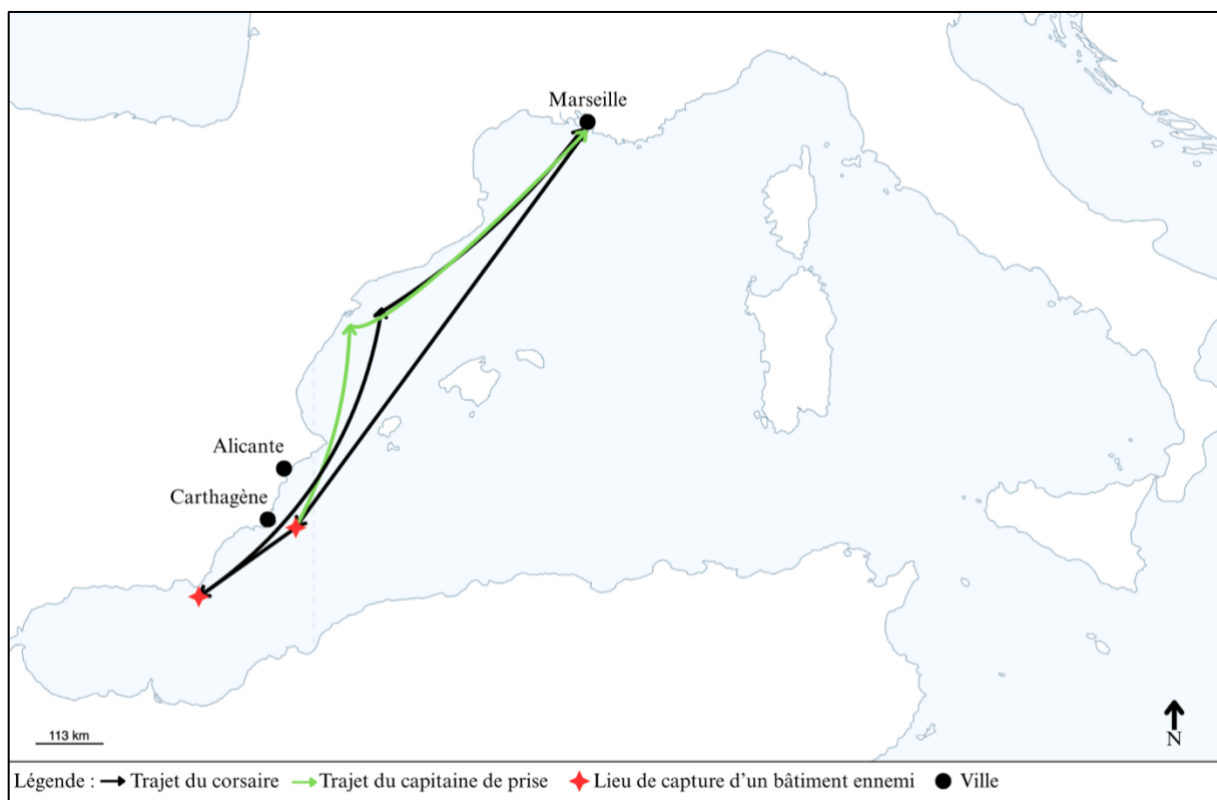 Marseille
Alicante
Carthagène
113 km
N
Légende : Trajet du corsaire Trajet du capitaine de prise Lieu de capture d’un bâtiment ennemi Ville